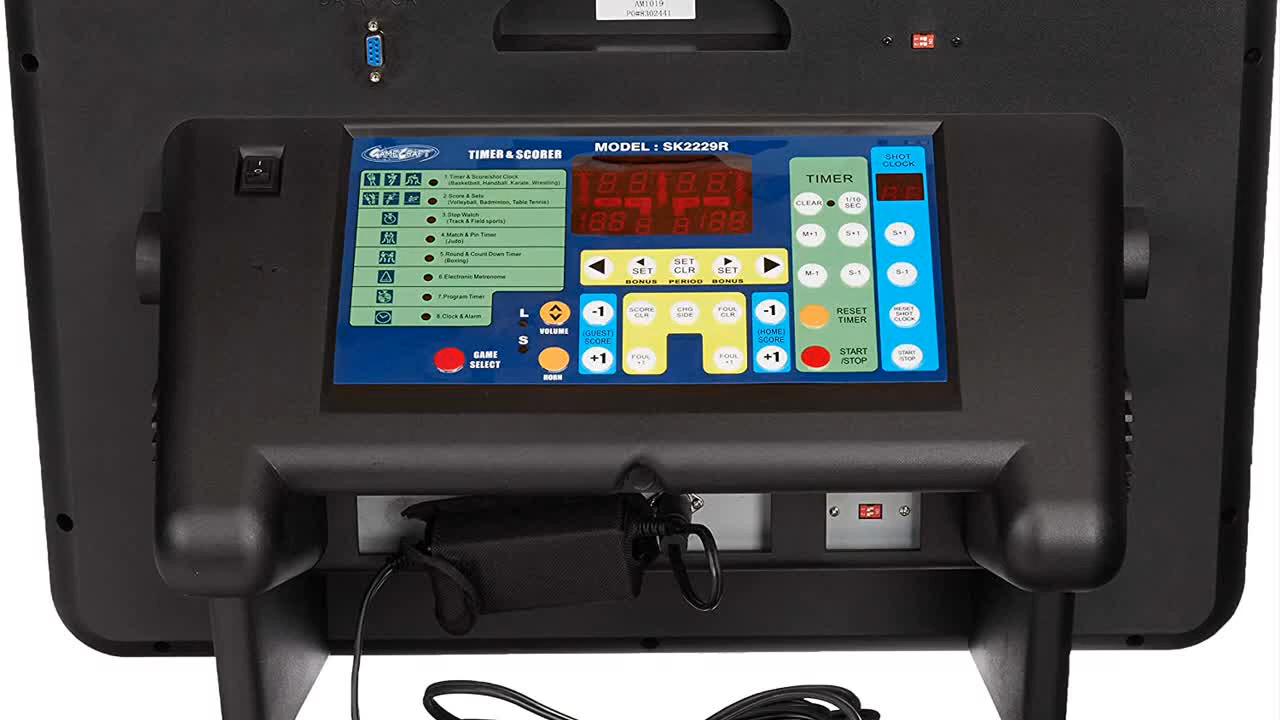 AM1019
PO#8302441
GAMECRAFT
TIMER & SCORER
MODEL : SK2229R
1.Timer & Score/shot Clock
(Basketball, Handball, Karate, Wrestling)
2.Score & Sets
(Volleyball, Badminton, Table Tennis)
3.Stop Watch
(Track & Field sports)
4.Match & Pin Timer
(Judo)
5.Round & Count Down Timer
(Boxing)
6.Electronic Metronome
7.Program Timer
8.Clock & Alarm
GAME
SELECT
L
S
VOLUME
HORN
SET
SET
CLR
SET
BONUS
PERIOD
BONUS
-1
(GUEST)
SCORE
+1
SCORE
CLR
CHG
SIDE
FOUL
CLR
FOUL
+1
FOUL
+1
-1
(HOME)
SCORE
+1
TIMER
CLEAR
1/10
SEC
M+1
S+1
M-1
S-1
RESET
TIMER
START
/STOP
SHOT
CLOCK
S+1
S-1
RESET
SHOT
CLOCK
START
/STOP